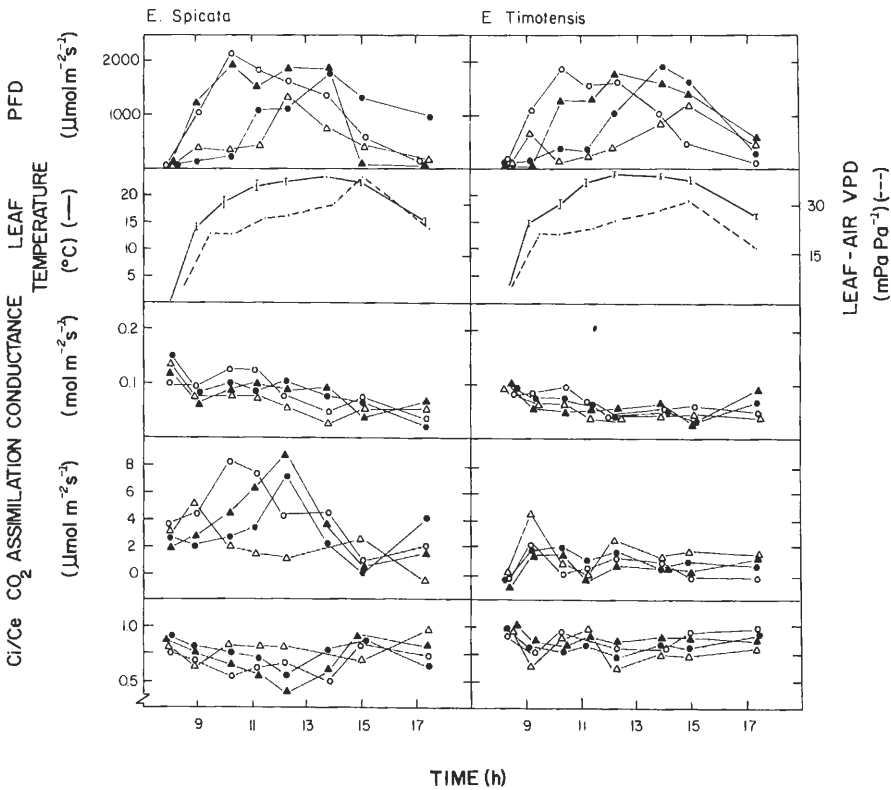 E. Spicata
E Timotensis
PFD
(μmol m⁻² s⁻¹)
2000
1000
LEAF
TEMPERATURE
(°C) (—)
20
15
10
5
LEAF-AIR VPD
(mPa Pa⁻¹) (---)
30
15
CONDUCTANCE
(mol m⁻² s⁻¹)
0.2
0.1
CO₂ ASSIMILATION
(μmol m⁻² s⁻¹)
8
6
4
2
0
Ci/Ce
1.0
0.5
9 11 13 15 17
9 11 13 15 17
TIME (h)